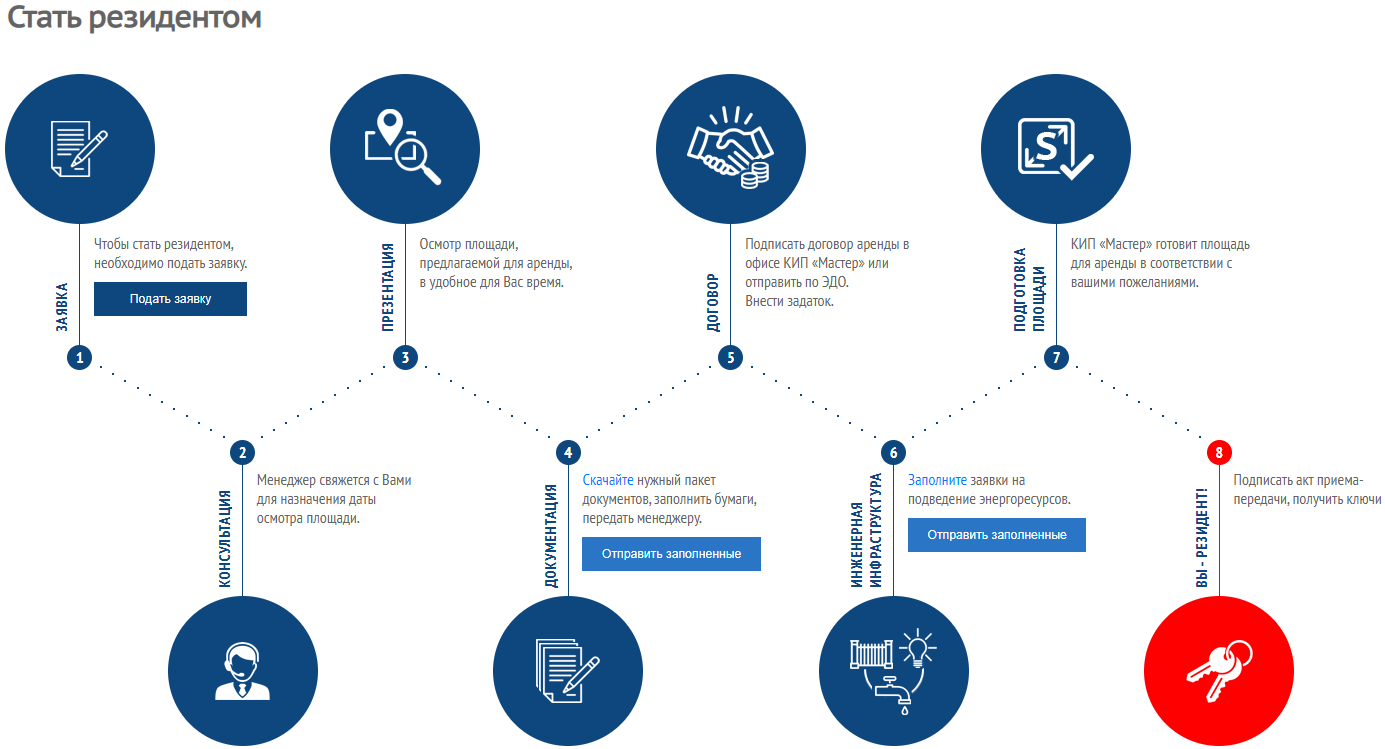 Стать резидентом
ЗАЯВКА
Чтобы стать резидентом,
необходимо подать заявку.
Подать заявку
1
КОНСУЛЬТАЦИЯ
2
Менеджер свяжется с Вами
для назначения даты
осмотра площади.
ПРЕЗЕНТАЦИЯ
Осмотр площади,
предлагаемой для аренды,
в удобное для Вас время.
3
ДОКУМЕНТАЦИЯ
4
Скачайте нужный пакет
документов, заполнить бумаги,
передать менеджеру.
Отправить заполненные
ДОГОВОР
Подписать договор аренды в
офисе КИП «Мастер» или
отправить по ЭДО.
Внести задаток.
5
ИНЖЕНЕРНАЯ
ИНФРАСТРУКТУРА
6
Заполните заявки на
подведение энергоресурсов.
Отправить заполненные
S
ПОДГОТОВКА
ПЛОЩАДИ
КИП «Мастер» готовит площадь
для аренды в соответствии с
вашими пожеланиями.
7
ВЫ - РЕЗИДЕНТ!
8
Подписать акт приема-
передачи, получить ключи